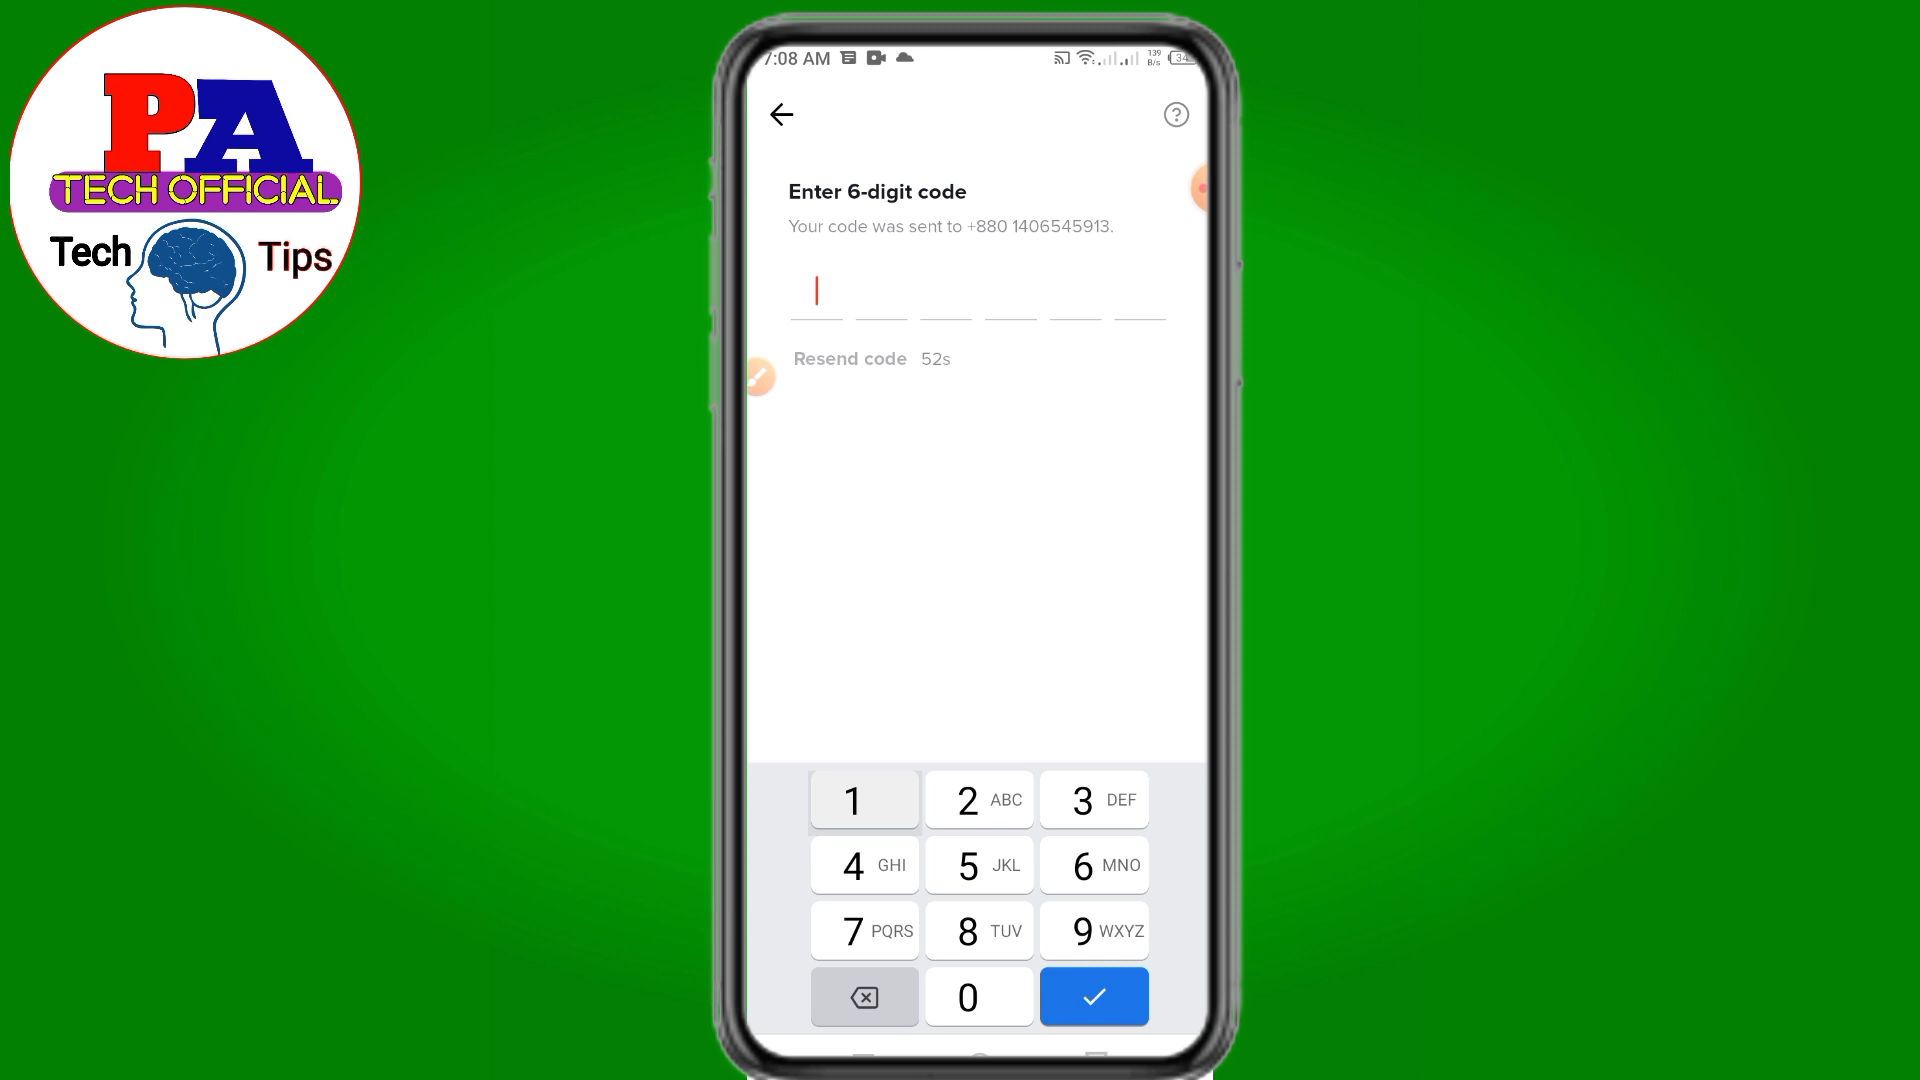 PA
TECH OFFICIAL
Tech Tips
7:08 AM 139 B/s 34
?
Enter 6-digit code
Your code was sent to +880 1406545913.
Resend code 52s
1 2 ABC 3 DEF
4 GHI 5 JKL 6 MNO
7 PQRS 8 TUV 9 WXYZ
0